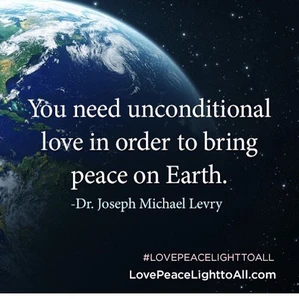 You need unconditional
love in order to bring
peace on Earth.
-Dr. Joseph Michael Levry
#LOVEPEACELIGHTTOALL
LovePeaceLighttoAll.com